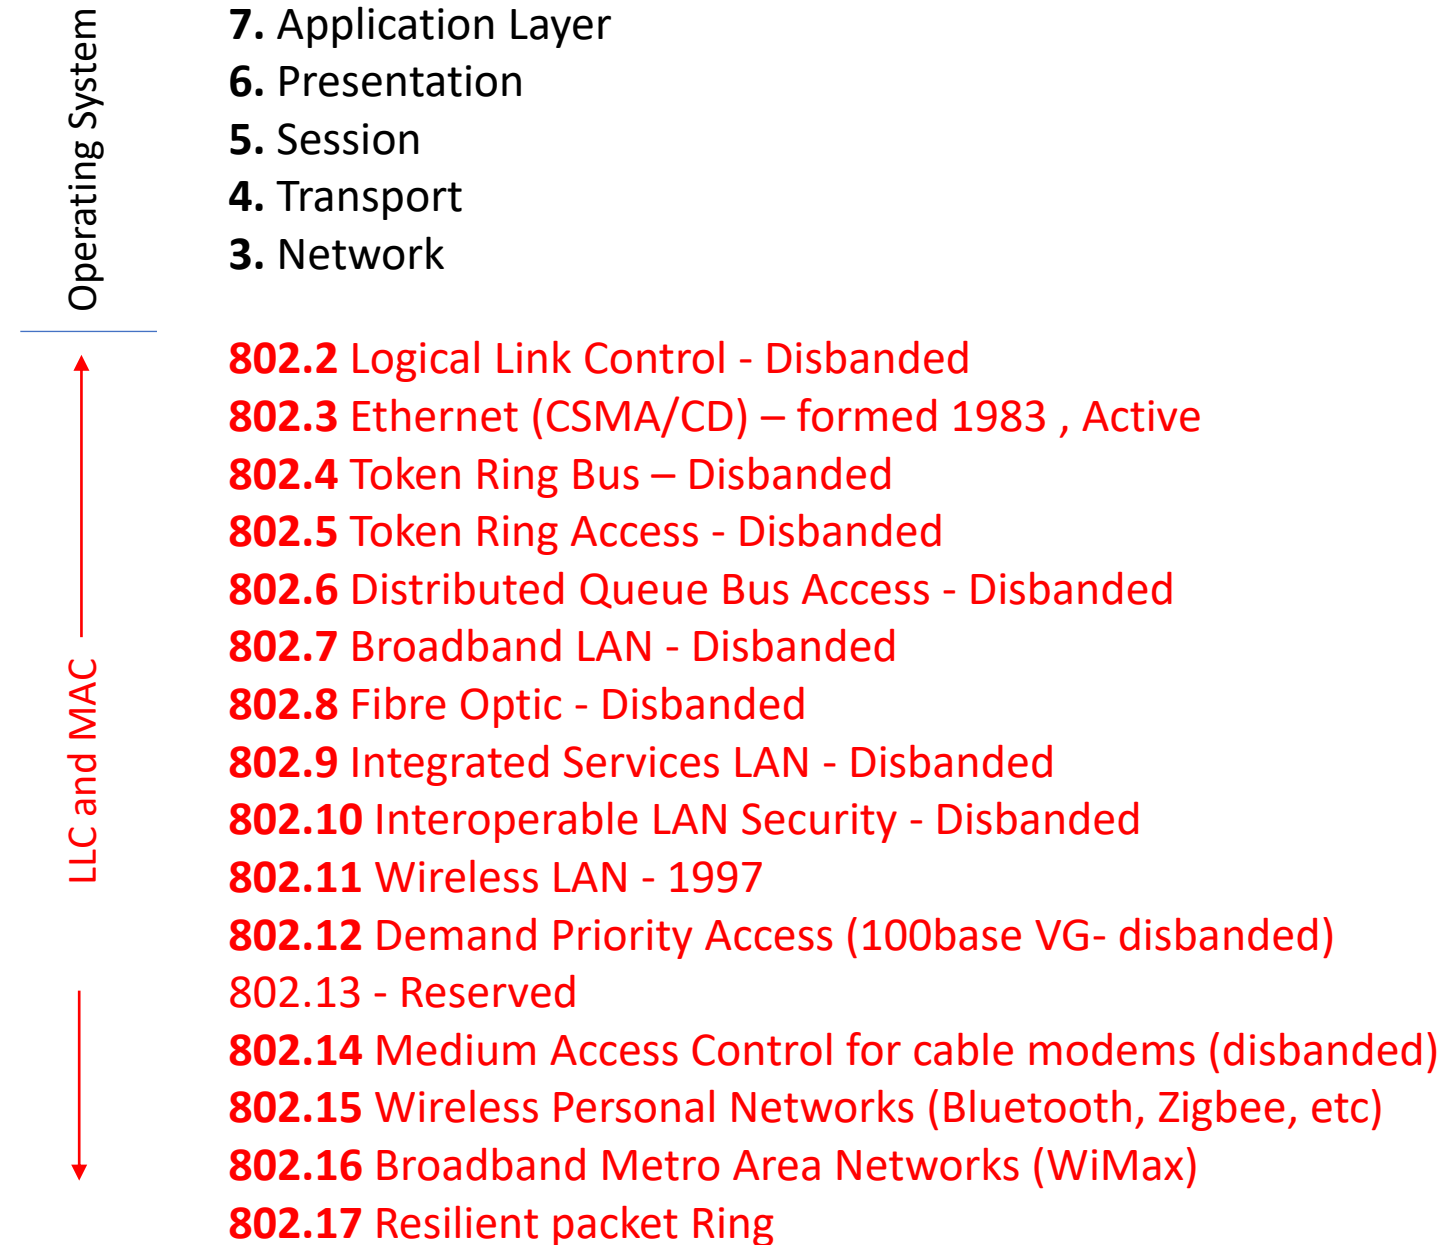 Operating System
7. Application Layer
6. Presentation
5. Session
4. Transport
3. Network
LLC and MAC
802.2 Logical Link Control - Disbanded
802.3 Ethernet (CSMA/CD) – formed 1983 , Active
802.4 Token Ring Bus – Disbanded
802.5 Token Ring Access - Disbanded
802.6 Distributed Queue Bus Access - Disbanded
802.7 Broadband LAN - Disbanded
802.8 Fibre Optic - Disbanded
802.9 Integrated Services LAN - Disbanded
802.10 Interoperable LAN Security - Disbanded
802.11 Wireless LAN - 1997
802.12 Demand Priority Access (100base VG- disbanded)
802.13 - Reserved
802.14 Medium Access Control for cable modems (disbanded)
802.15 Wireless Personal Networks (Bluetooth, Zigbee, etc)
802.16 Broadband Metro Area Networks (WiMax)
802.17 Resilient packet Ring